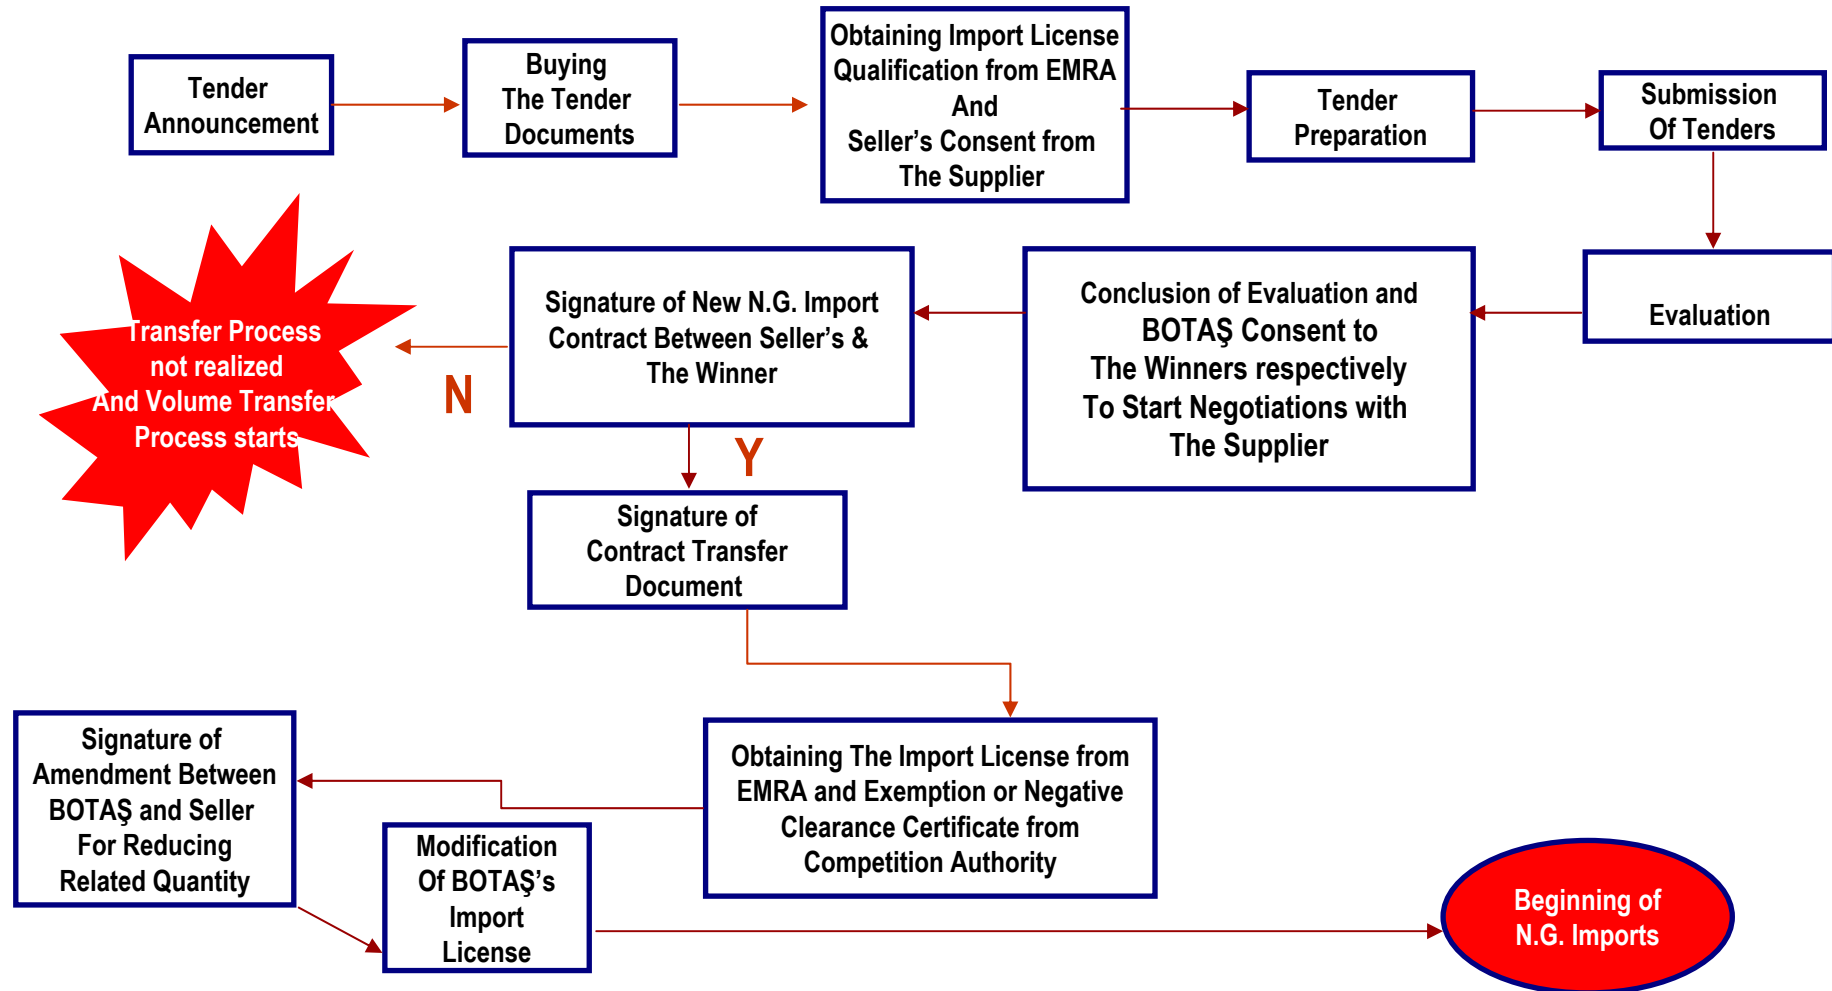 Tender
Announcement
Buying
The Tender
Documents
Obtaining Import License
Qualification from EMRA
And
Seller’s Consent from
The Supplier
Tender
Preparation
Submission
Of Tenders
Evaluation
Conclusion of Evaluation and
BOTAŞ Consent to
The Winners respectively
To Start Negotiations with
The Supplier
Signature of New N.G. Import
Contract Between Seller’s &
The Winner
N
Transfer Process
not realized
And Volume Transfer
Process starts
Y
Signature of
Contract Transfer
Document
Obtaining The Import License from
EMRA and Exemption or Negative
Clearance Certificate from
Competition Authority
Signature of
Amendment Between
BOTAŞ and Seller
For Reducing
Related Quantity
Modification
Of BOTAŞ’s
Import
License
Beginning of
N.G. Imports